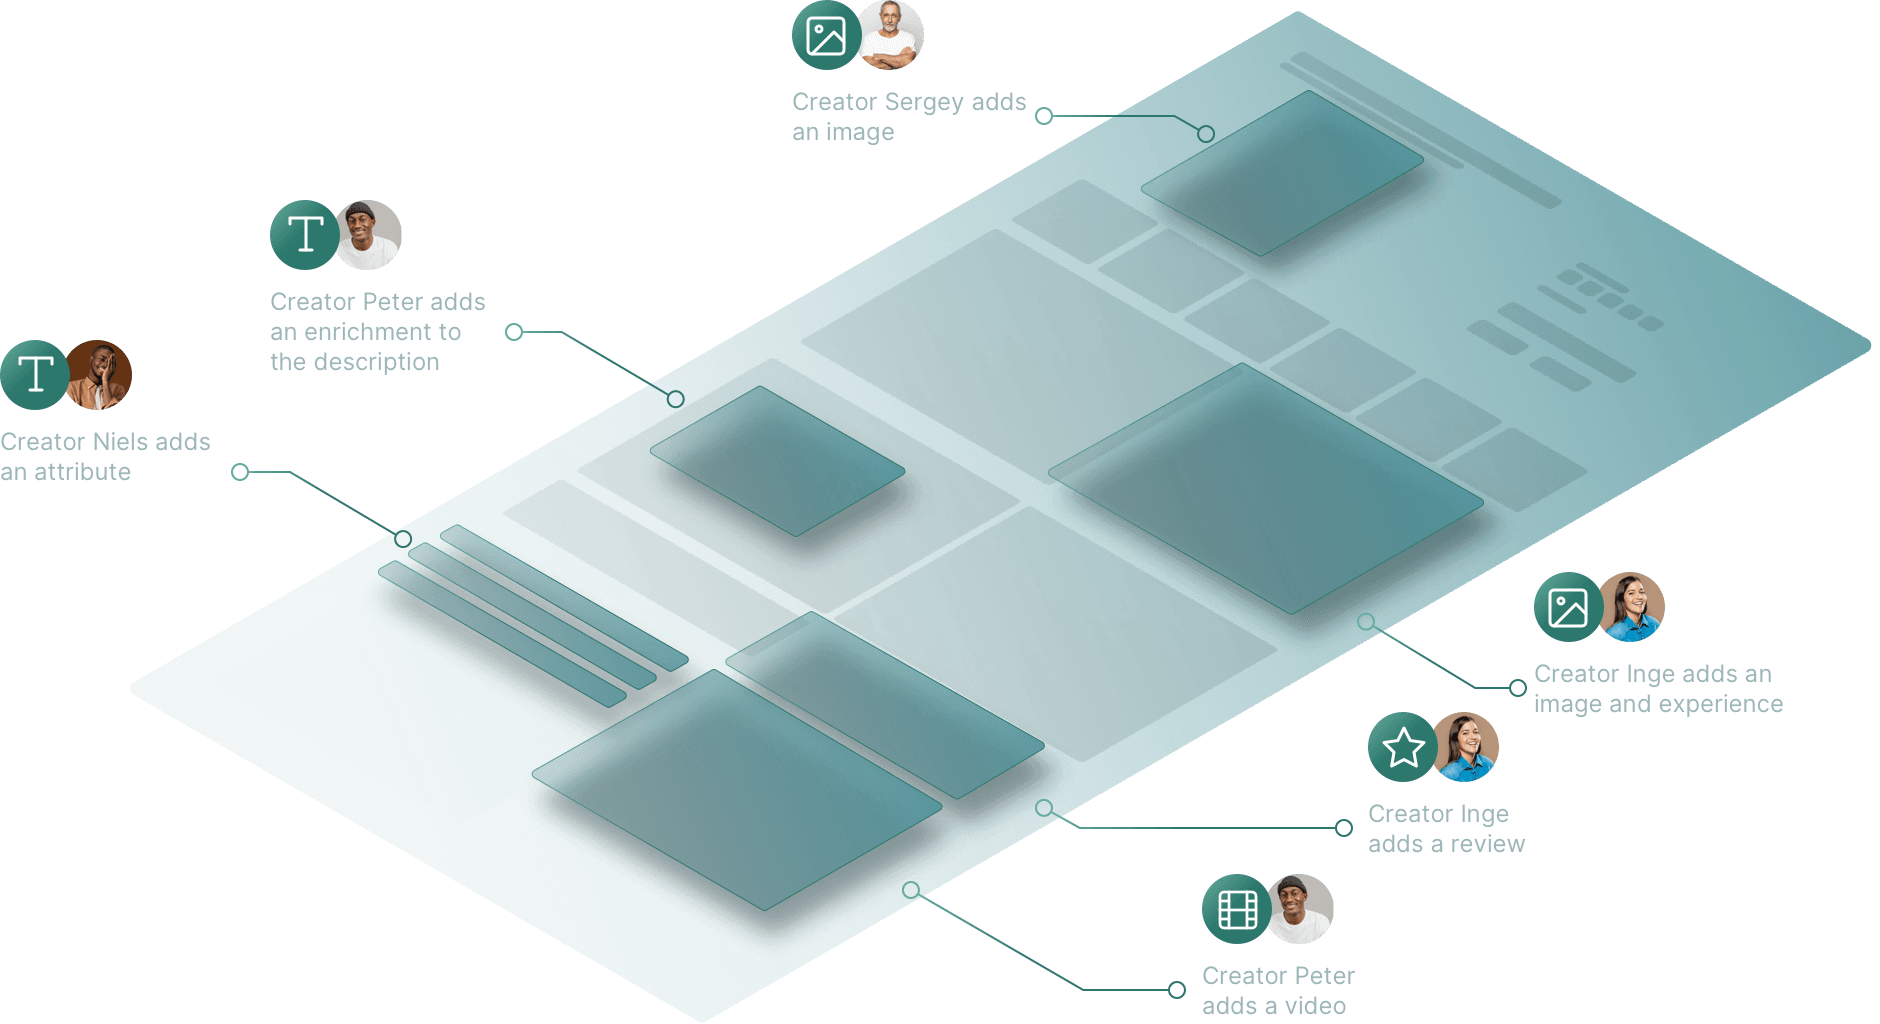 Creator Sergey adds
an image
Creator Peter adds
an enrichment to
the description
Creator Niels adds
an attribute
Creator Inge adds an
image and experience
Creator Inge
adds a review
Creator Peter
adds a video